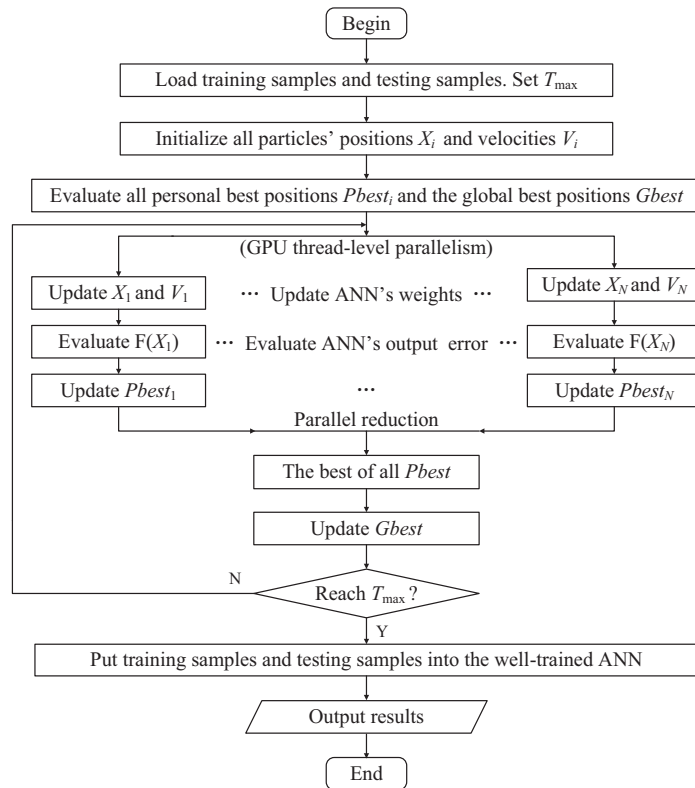 Begin
Load training samples and testing samples. Set Tmax
Initialize all particles' positions Xi and velocities Vi
Evaluate all personal best positions Pbesti and the global best positions Gbest
(GPU thread-level parallelism)
Update X1 and V1
··· Update ANN's weights ···
Update XN and VN
Evaluate F(X1)
··· Evaluate ANN's output error ···
Evaluate F(XN)
Update Pbest1
···
Update PbestN
Parallel reduction
The best of all Pbest
Update Gbest
N
Reach Tmax ?
Y
Put training samples and testing samples into the well-trained ANN
Output results
End